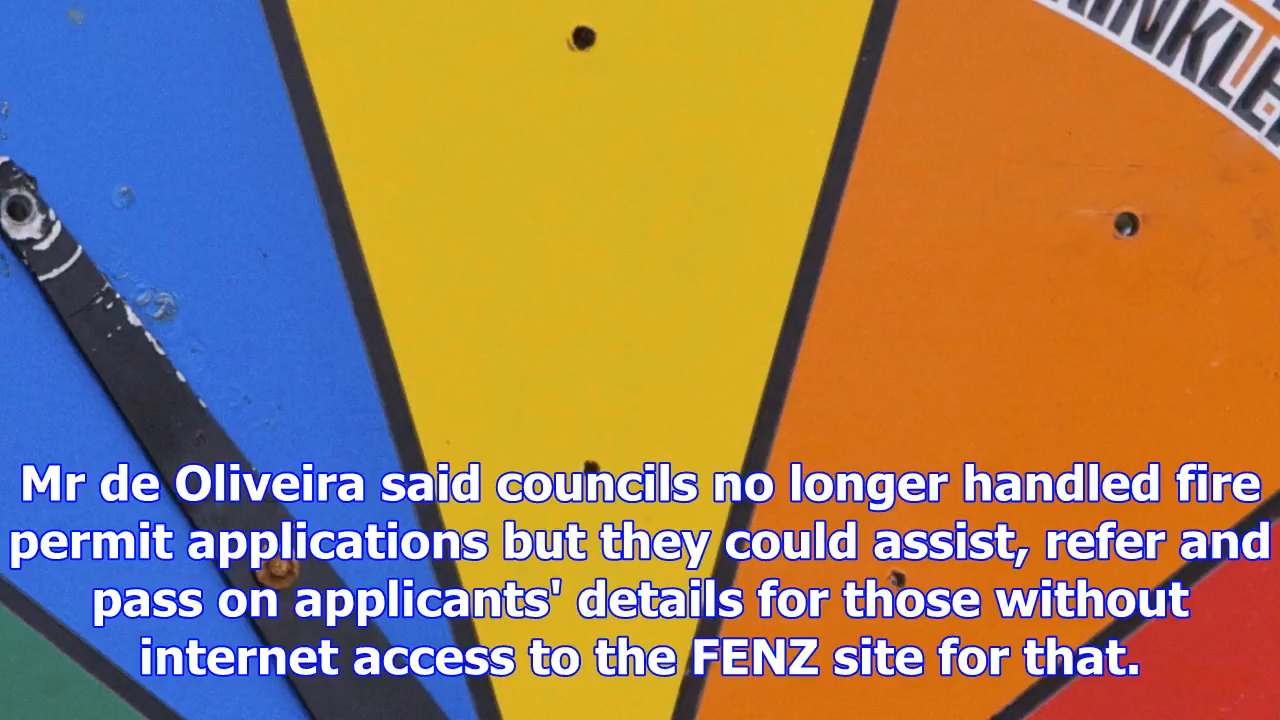 Mr de Oliveira said councils no longer handled fire
permit applications but they could assist, refer and
pass on applicants' details for those without
internet access to the FENZ site for that.